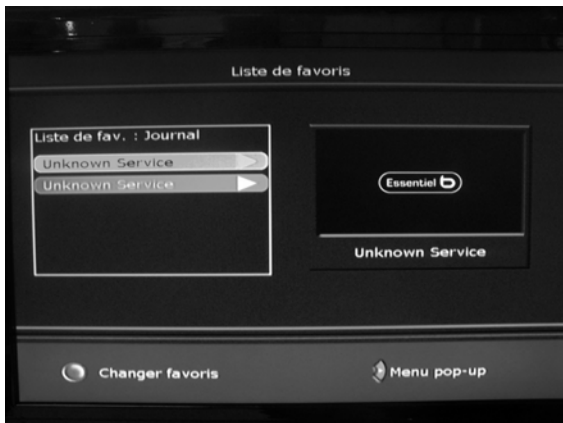 Liste de favoris
Liste de fav. : Journal
Unknown Service
Unknown Service
Essentiel b
Unknown Service
Changer favoris
Menu pop-up